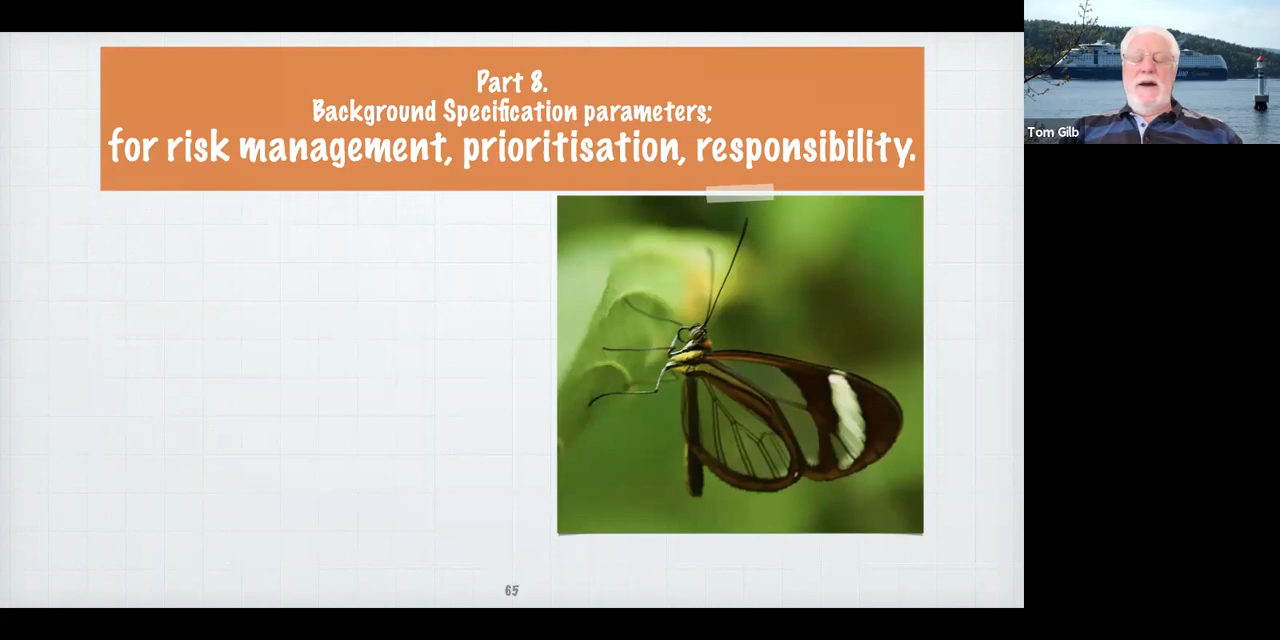 Part 8.
Background Specification parameters;
for risk management, prioritisation, responsibility.
Tom Gilb
65